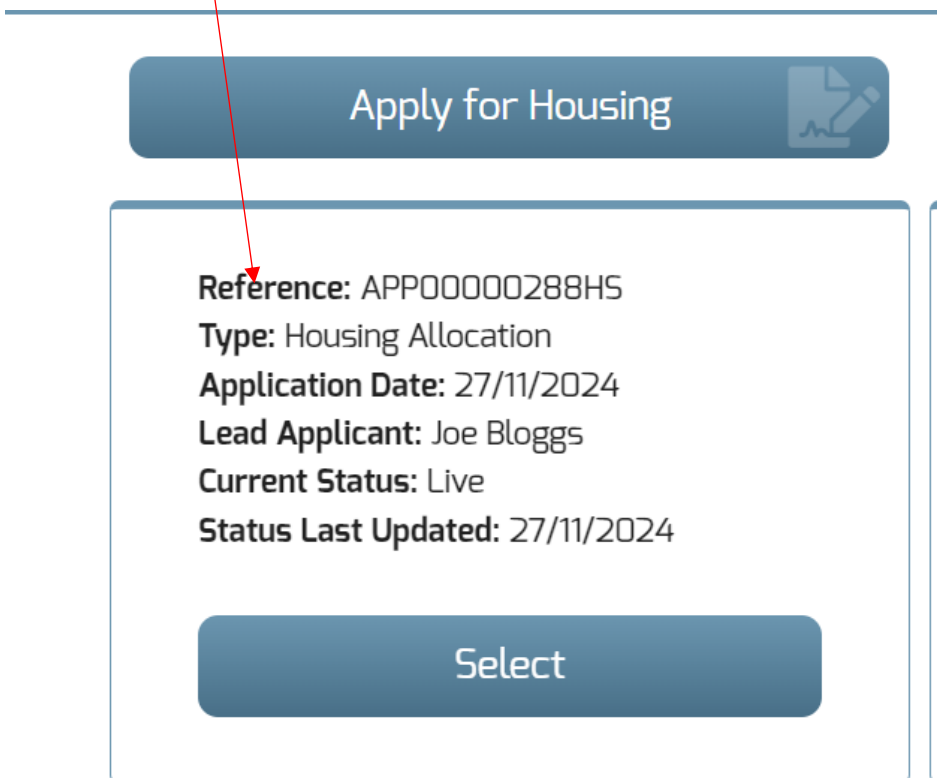 Apply for Housing
Reference: APP00000288HS
Type: Housing Allocation
Application Date: 27/11/2024
Lead Applicant: Joe Bloggs
Current Status: Live
Status Last Updated: 27/11/2024
Select